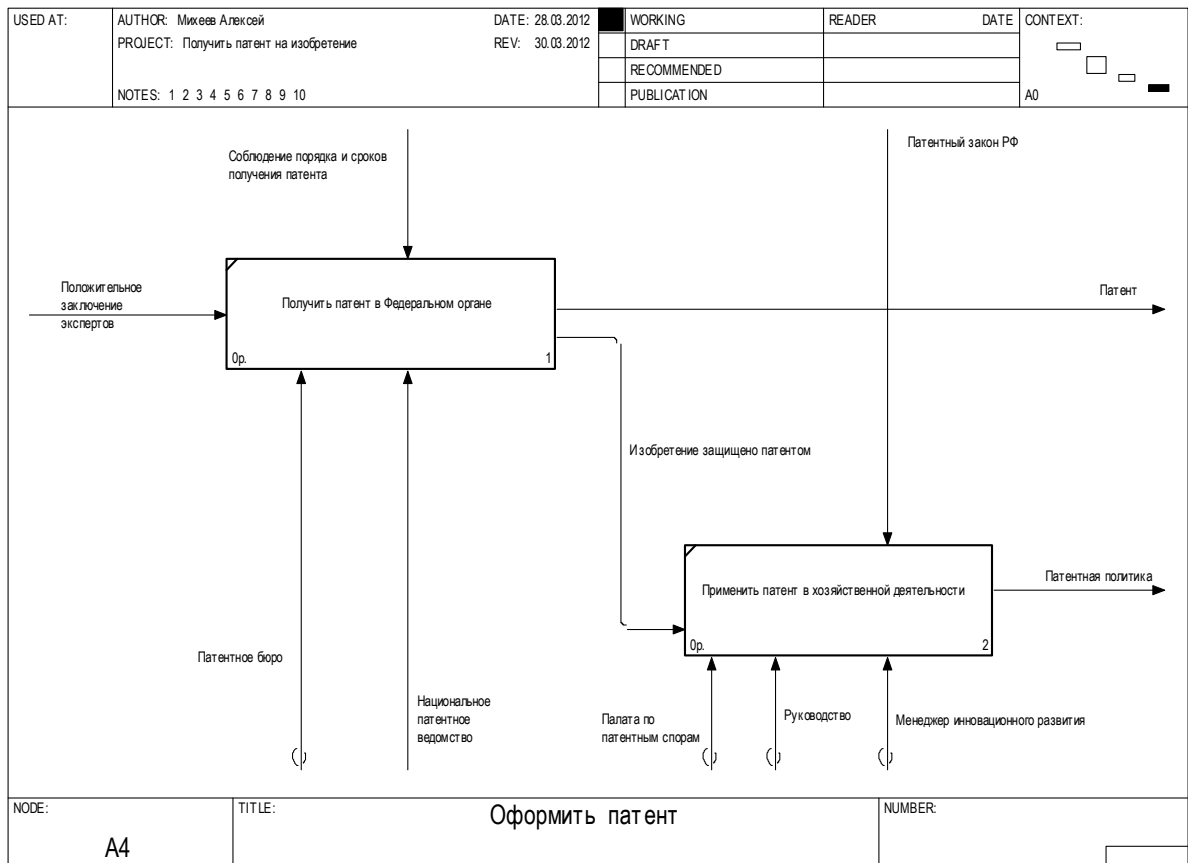 USED AT:
AUTHOR: Михеев Алексей
DATE: 28.03.2012
WORKING
READER
DATE
CONTEXT:
PROJECT: Получить патент на изобретение
REV: 30.03.2012
DRAFT
RECOMMENDED
NOTES: 1 2 3 4 5 6 7 8 9 10
PUBLICATION
A0
Соблюдение порядка и сроков
получения патента
Патентный закон РФ
Положительное
заключение
экспертов
Получить патент в Федеральном органе
0р.
1
Патент
Изобретение защищено патентом
Применить патент в хозяйственной деятельности
0р.
2
Патентная политика
Патентное бюро
Национальное
патентное
ведомство
Палата по
патентным спорам
Руководство
Менеджер инновационного развития
NODE:
A4
TITLE:
Оформить патент
NUMBER: